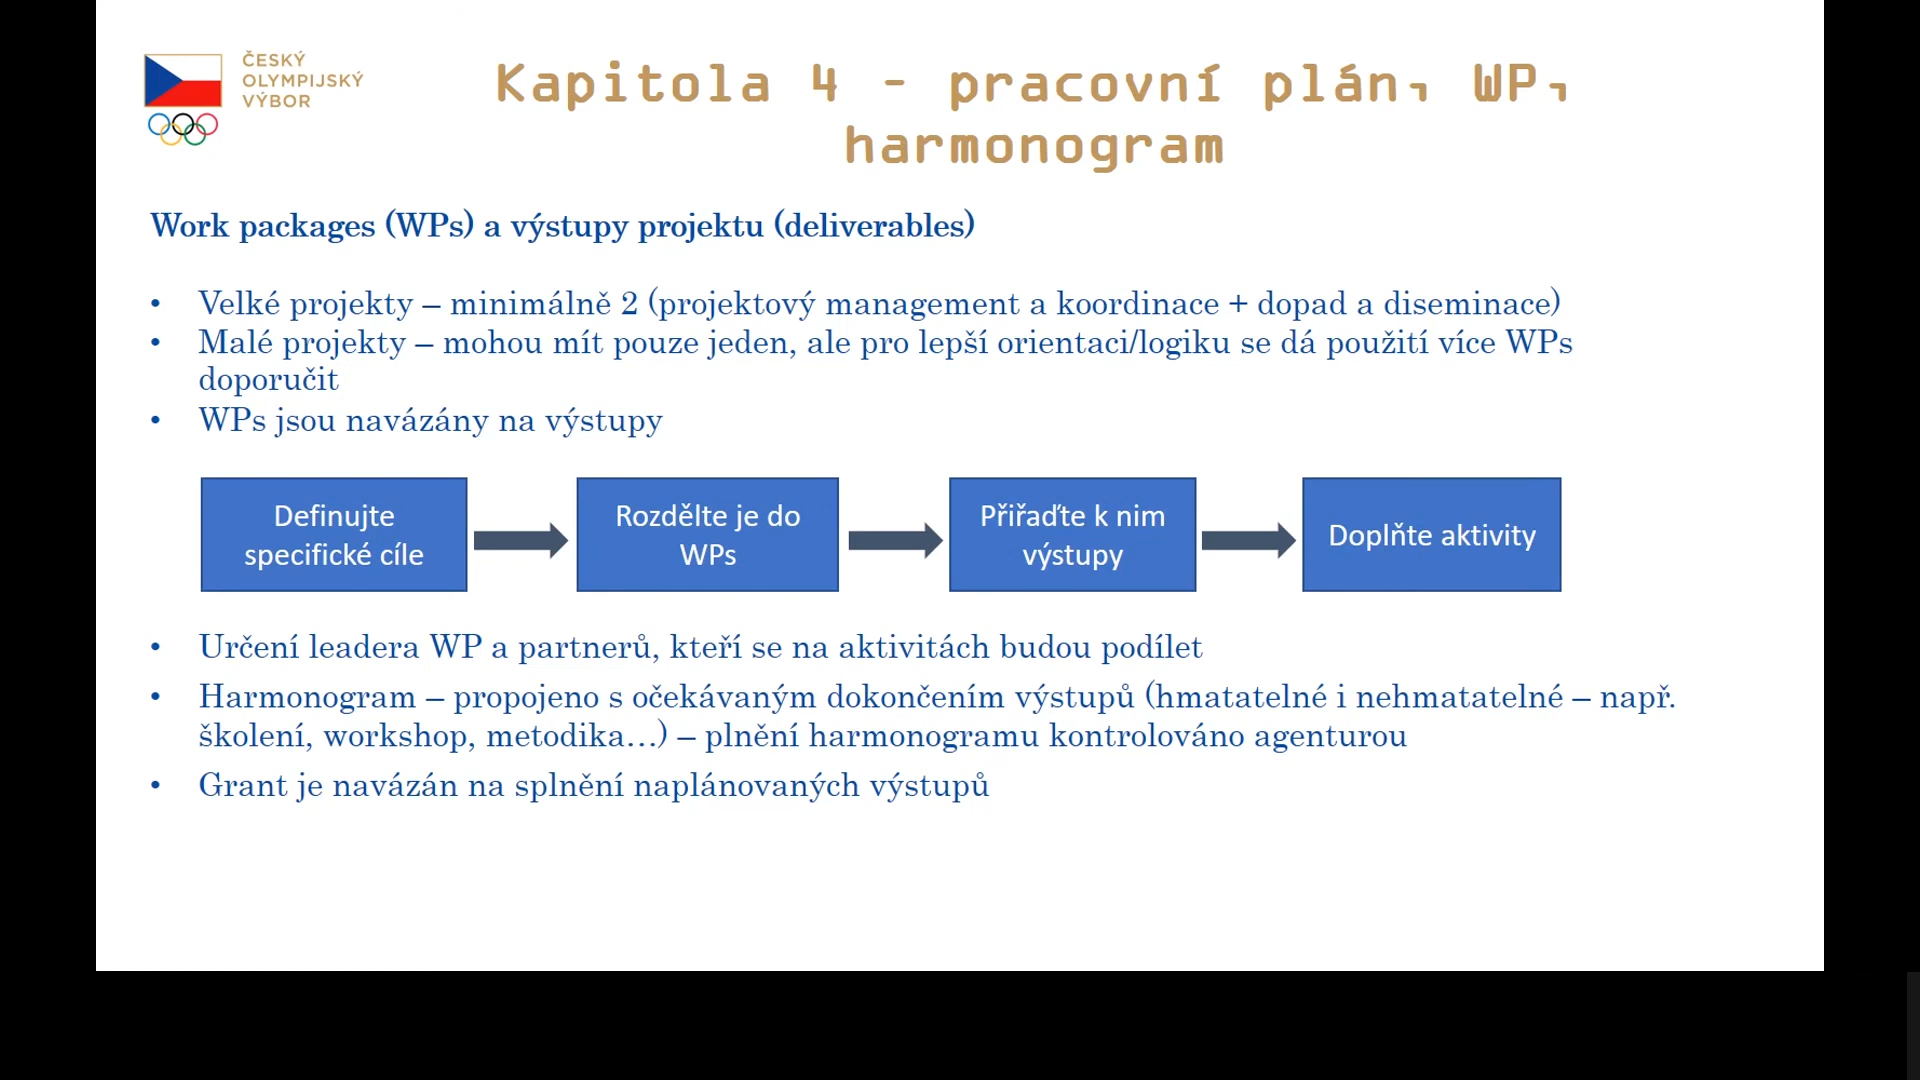 ČESKÝ
OLYMPIJSKÝ
VÝBOR
Kapitola 4 - pracovní plán, WP,
harmonogram
Work packages (WPs) a výstupy projektu (deliverables)
• Velké projekty – minimálně 2 (projektový management a koordinace + dopad a diseminace)
• Malé projekty – mohou mít pouze jeden, ale pro lepší orientaci/logiku se dá použití více WPs
doporučit
• WPs jsou navázány na výstupy
Definujte
specifické cíle
Rozdělte je do
WPs
Přiřaďte k nim
výstupy
Doplňte aktivity
• Určení leadera WP a partnerů, kteří se na aktivitách budou podílet
• Harmonogram – propojeno s očekávaným dokončením výstupů (hmatatelné i nehmatatelné – např.
školení, workshop, metodika…) – plnění harmonogramu kontrolováno agenturou
• Grant je navázán na splnění naplánovaných výstupů